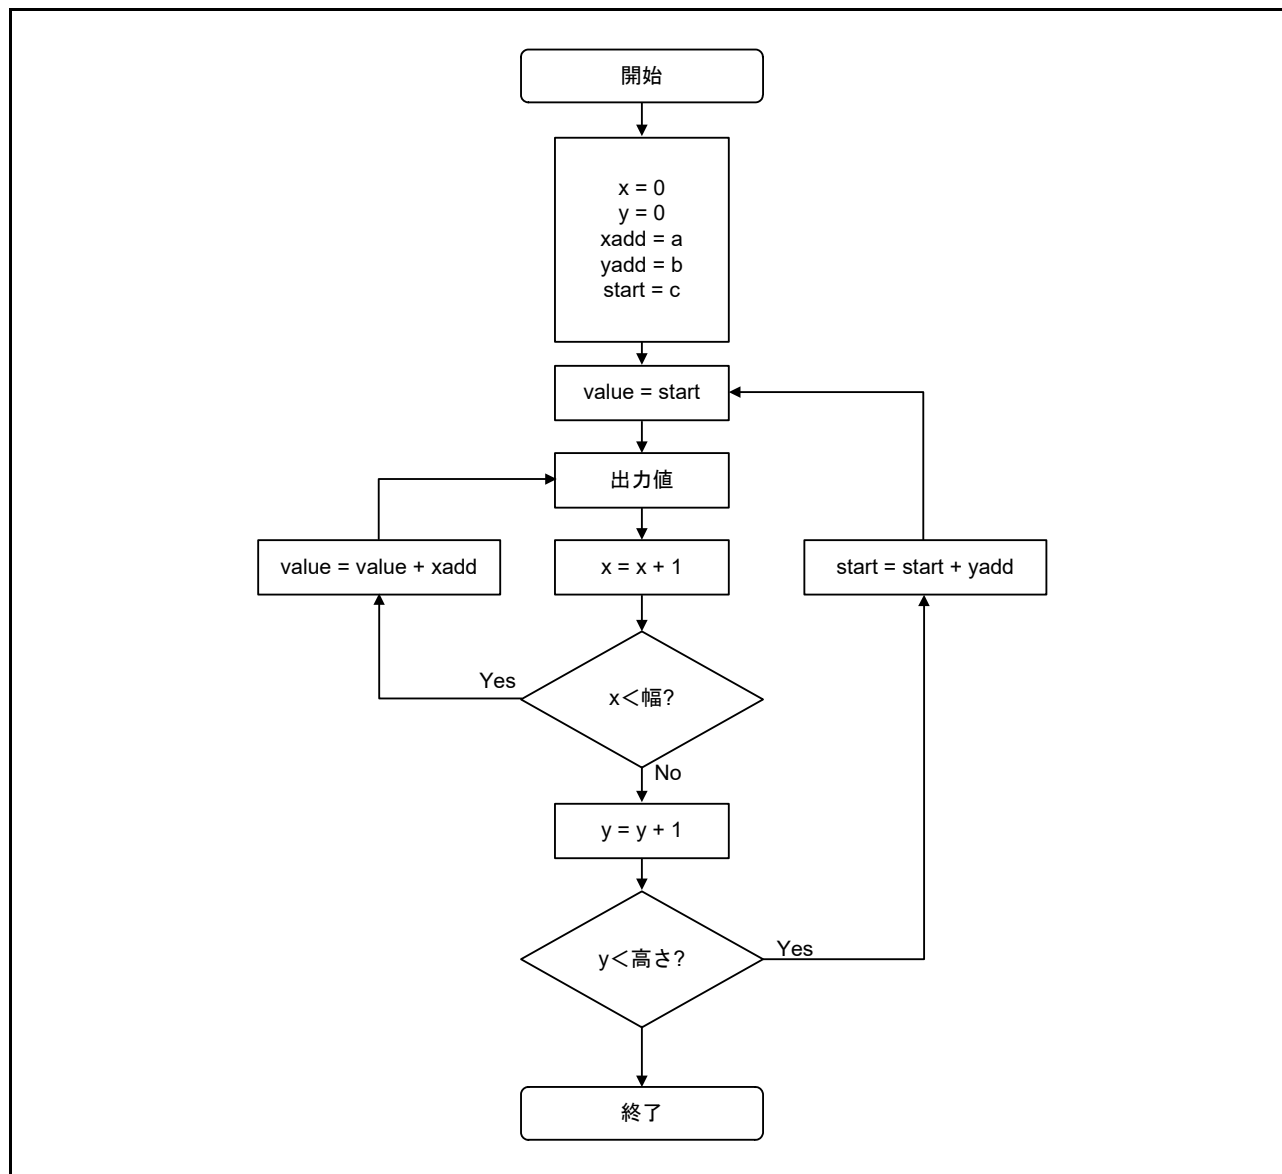 開始
x = 0
y = 0
xadd = a
yadd = b
start = c
value = start
出力値
value = value + xadd
x = x + 1
start = start + yadd
Yes
x＜幅?
No
y = y + 1
y＜高さ?
Yes
終了